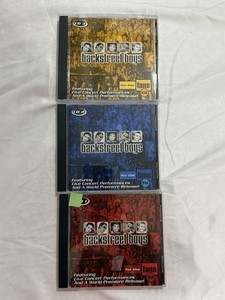 backstreet boys
Featuring
Live Concert Performances
And A World Premiere Release!
backstreet boys
Featuring
Live Concert Performances
And A World Premiere Release!
backstreet boys
Featuring
Live Concert Performances
And A World Premiere Release!